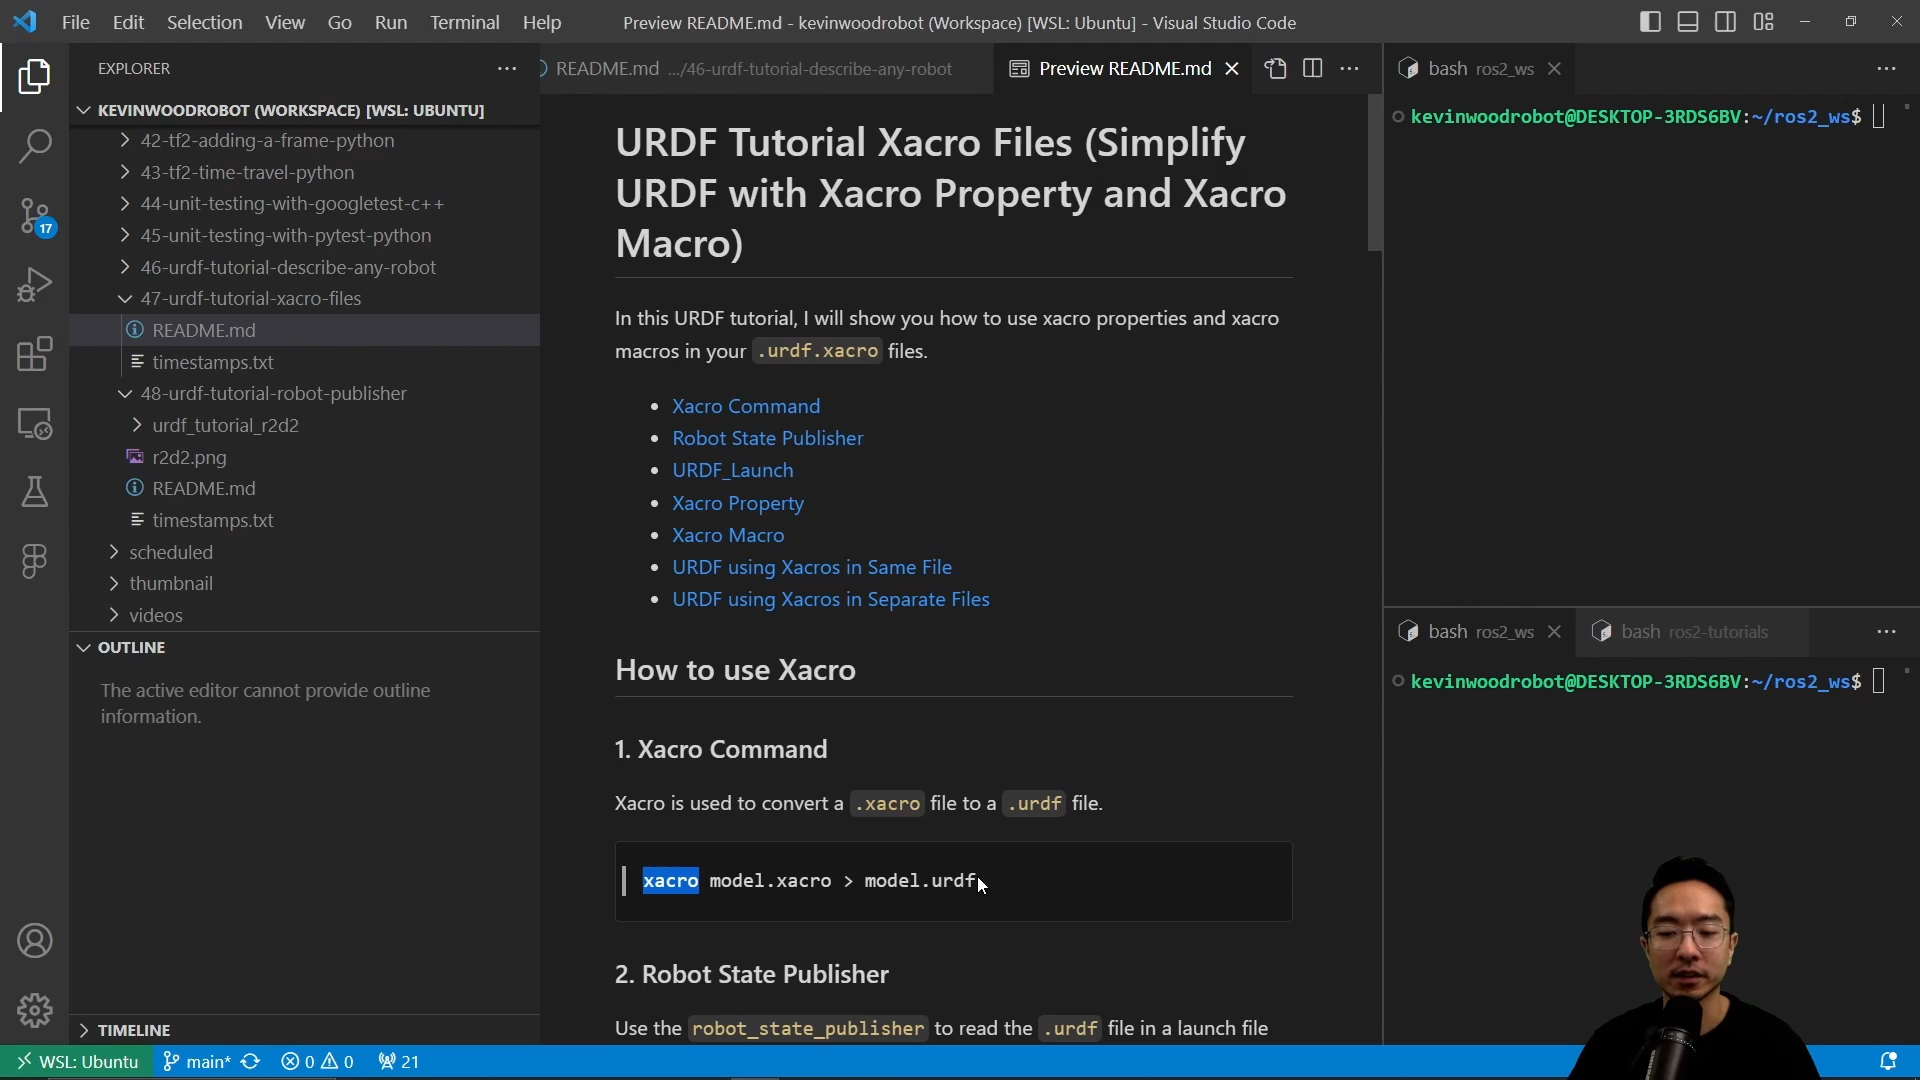 File Edit Selection View Go Run Terminal Help
Preview README.md - kevinwoodrobot (Workspace) [WSL: Ubuntu] - Visual Studio Code
EXPLORER
KEVINWOODROBOT (WORKSPACE) [WSL: UBUNTU]
42-tf2-adding-a-frame-python
43-tf2-time-travel-python
44-unit-testing-with-googletest-c++
45-unit-testing-with-pytest-python
46-urdf-tutorial-describe-any-robot
47-urdf-tutorial-xacro-files
README.md
timestamps.txt
48-urdf-tutorial-robot-publisher
urdf_tutorial_r2d2
r2d2.png
README.md
timestamps.txt
scheduled
thumbnail
videos
OUTLINE
The active editor cannot provide outline
information.
TIMELINE
17
README.md .../46-urdf-tutorial-describe-any-robot
Preview README.md
URDF Tutorial Xacro Files (Simplify
URDF with Xacro Property and Xacro
Macro)
In this URDF tutorial, I will show you how to use xacro properties and xacro
macros in your .urdf.xacro files.
Xacro Command
Robot State Publisher
URDF_Launch
Xacro Property
Xacro Macro
URDF using Xacros in Same File
URDF using Xacros in Separate Files
How to use Xacro
1. Xacro Command
Xacro is used to convert a .xacro file to a .urdf file.
xacro model.xacro > model.urdf
2. Robot State Publisher
Use the robot_state_publisher to read the .urdf file in a launch file
bash ros2_ws
kevinwoodrobot@DESKTOP-3RDS6BV:~/ros2_ws$
bash ros2_ws
bash ros2-tutorials
kevinwoodrobot@DESKTOP-3RDS6BV:~/ros2_ws$
WSL: Ubuntu main* 0 0 21